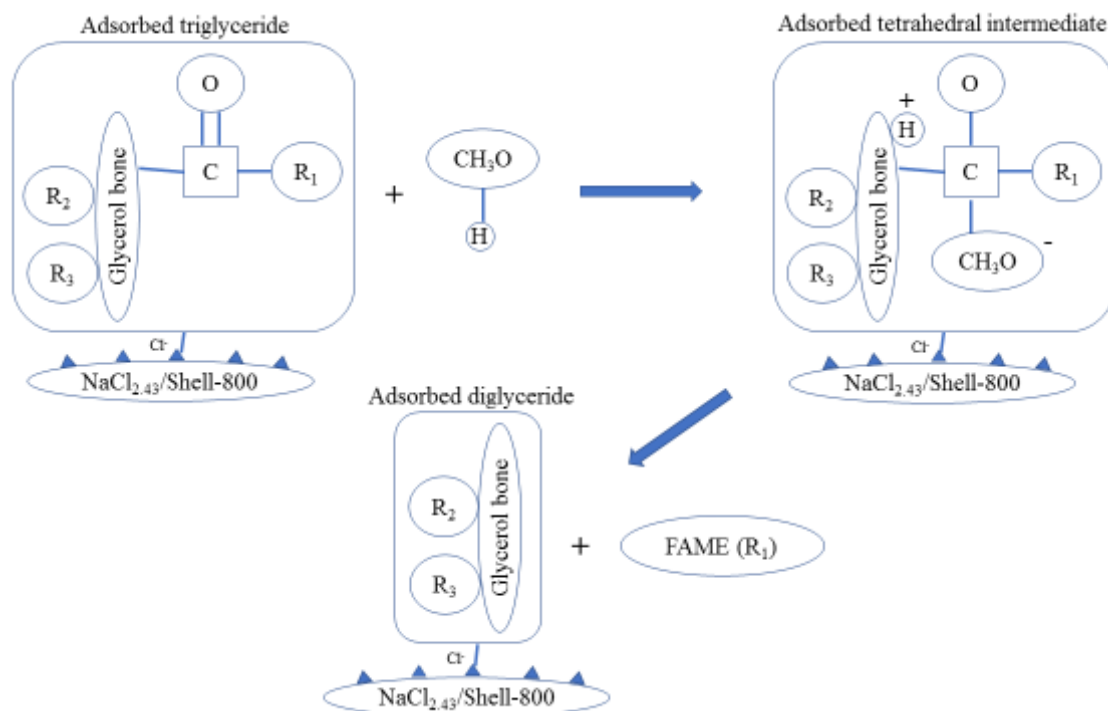 Adsorbed triglyceride
O
C
R₁
Glycerol bone
R₂
R₃
Cl-
NaCl₂.₄₃/Shell-800
+
CH₃O
H
Adsorbed tetrahedral intermediate
O
+
H
C
R₁
Glycerol bone
R₂
R₃
CH₃O
-
Cl-
NaCl₂.₄₃/Shell-800
Adsorbed diglyceride
R₂
R₃
Glycerol bone
Cl-
NaCl₂.₄₃/Shell-800
+
FAME (R₁)